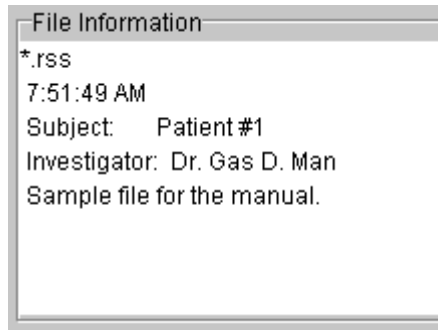 File Information
*.rss
7:51:49 AM
Subject: Patient #1
Investigator: Dr. Gas D. Man
Sample file for the manual.